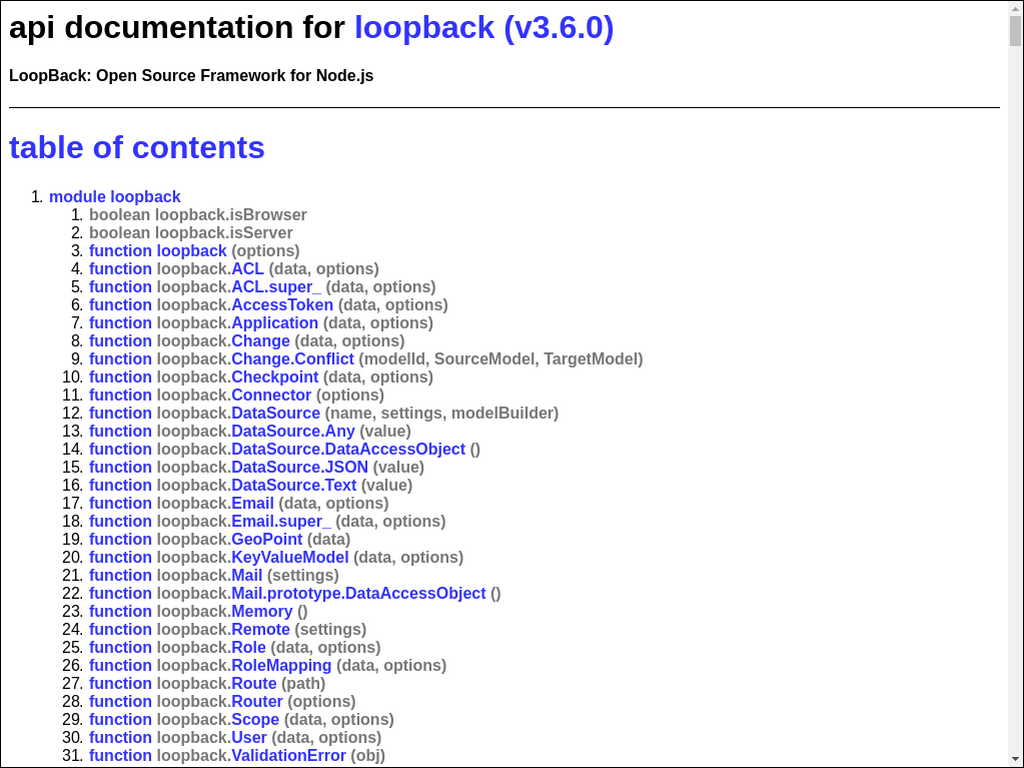 api documentation for loopback (v3.6.0)
LoopBack: Open Source Framework for Node.js
table of contents
1. module loopback
1. boolean loopback.isBrowser
2. boolean loopback.isServer
3. function loopback (options)
4. function loopback.ACL (data, options)
5. function loopback.ACL.super_ (data, options)
6. function loopback.AccessToken (data, options)
7. function loopback.Application (data, options)
8. function loopback.Change (data, options)
9. function loopback.Change.Conflict (modelId, SourceModel, TargetModel)
10. function loopback.Checkpoint (data, options)
11. function loopback.Connector (options)
12. function loopback.DataSource (name, settings, modelBuilder)
13. function loopback.DataSource.Any (value)
14. function loopback.DataSource.DataAccessObject ()
15. function loopback.DataSource.JSON (value)
16. function loopback.DataSource.Text (value)
17. function loopback.Email (data, options)
18. function loopback.Email.super_ (data, options)
19. function loopback.GeoPoint (data)
20. function loopback.KeyValueModel (data, options)
21. function loopback.Mail (settings)
22. function loopback.Mail.prototype.DataAccessObject ()
23. function loopback.Memory ()
24. function loopback.Remote (settings)
25. function loopback.Role (data, options)
26. function loopback.RoleMapping (data, options)
27. function loopback.Route (path)
28. function loopback.Router (options)
29. function loopback.Scope (data, options)
30. function loopback.User (data, options)
31. function loopback.ValidationError (obj)